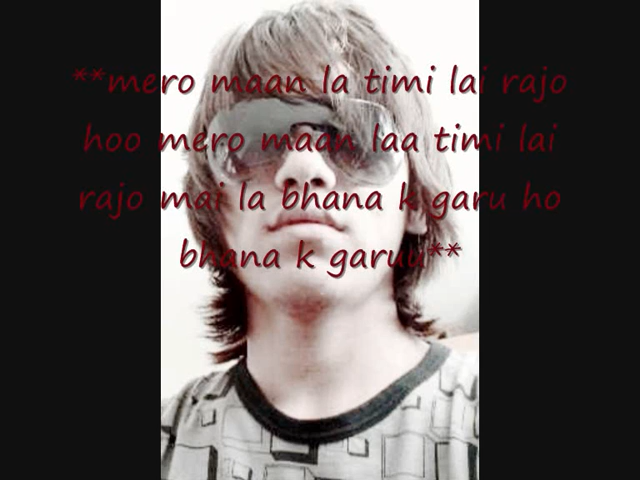 **mero maan la timi lai rajo
hoo mero maan laa timi lai
rajo mai la bhana k garu ho
bhana k garuu**